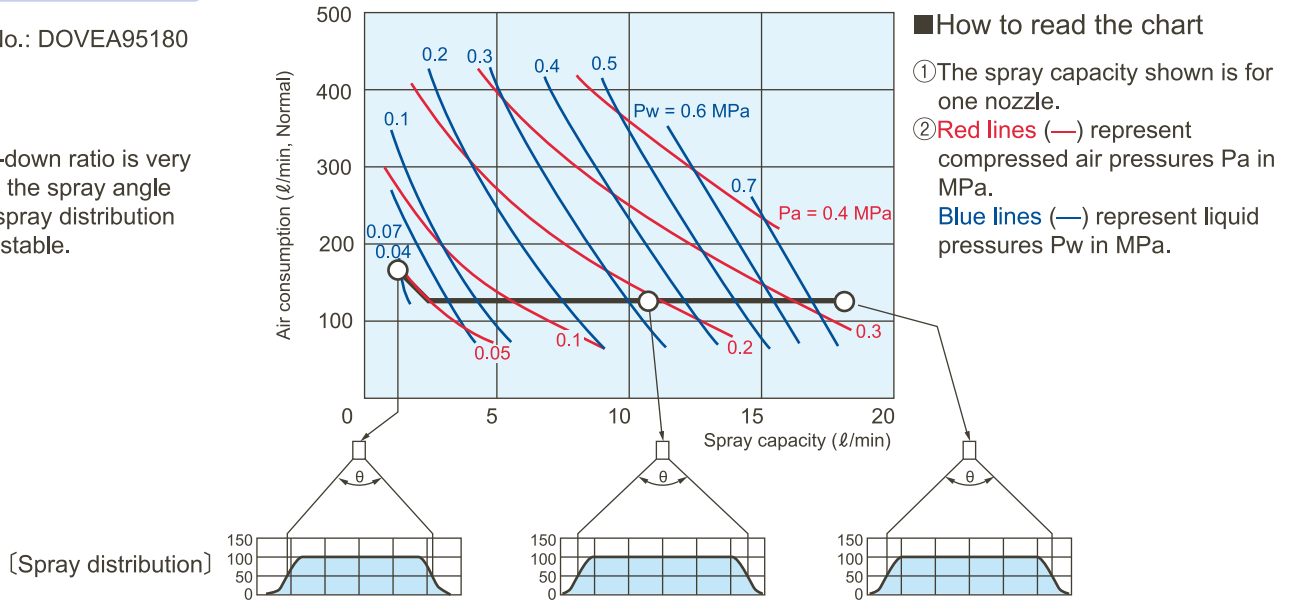 No.: DOVEA95180
-down ratio is very
the spray angle
spray distribution
stable.
500
400
300
200
100
0
5
10
15
20
Air consumption (ℓ/min, Normal)
Spray capacity (ℓ/min)
0.2
0.3
0.4
0.5
0.1
Pw = 0.6 MPa
0.7
Pa = 0.4 MPa
0.07
0.04
0.05
0.1
0.2
0.3
■How to read the chart
①The spray capacity shown is for
one nozzle.
②Red lines (—) represent
compressed air pressures Pa in
MPa.
Blue lines (—) represent liquid
pressures Pw in MPa.
θ
θ
θ
〔Spray distribution〕
150
100
50
0
150
100
50
0
150
100
50
0